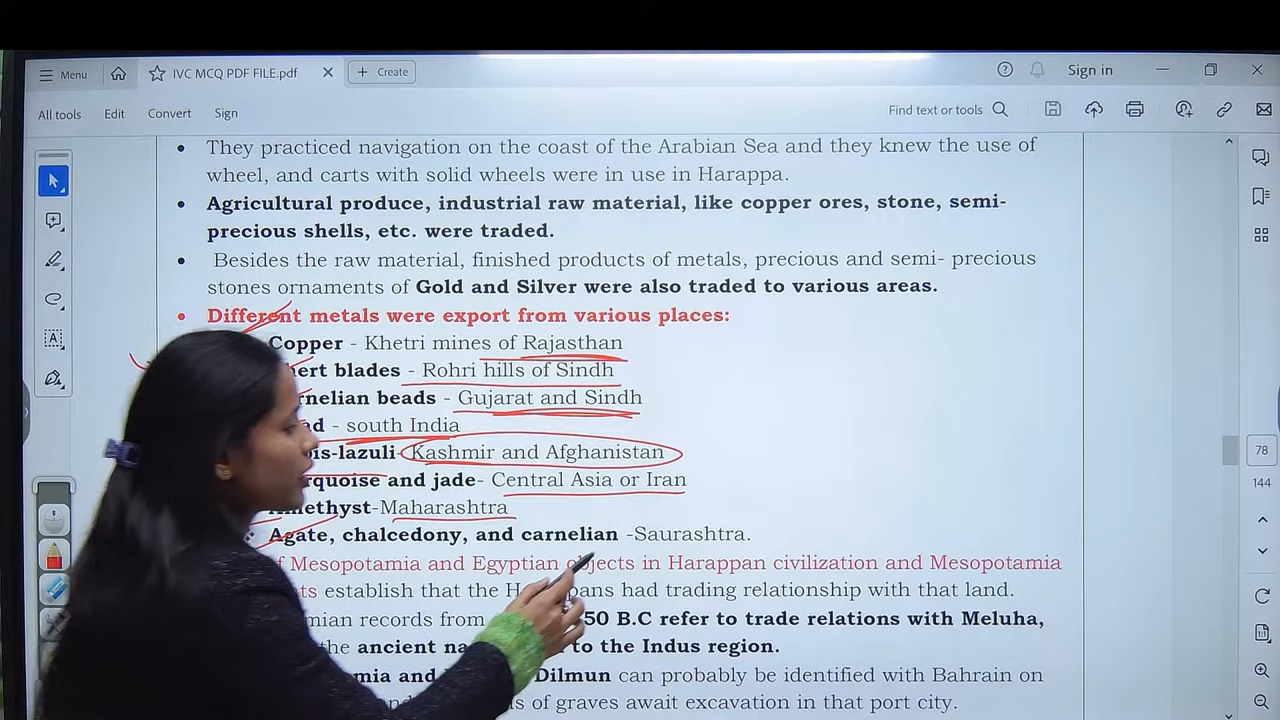 Menu IVC MCQ PDF FILE.pdf Create Sign in
All tools Edit Convert Sign Find text or tools
• They practiced navigation on the coast of the Arabian Sea and they knew the use of
wheel, and carts with solid wheels were in use in Harappa.
• Agricultural produce, industrial raw material, like copper ores, stone, semi-
precious shells, etc. were traded.
• Besides the raw material, finished products of metals, precious and semi- precious
stones ornaments of Gold and Silver were also traded to various areas.
• Different metals were export from various places:
Copper - Khetri mines of Rajasthan
blades - Rohri hills of Sindh
beads - Gujarat and Sindh
- south India
-lazuli- Kashmir and Afghanistan
and jade- Central Asia or Iran
Amethyst-Maharashtra
Agate, chalcedony, and carnelian -Saurashtra.
Mesopotamia and Egyptian objects in Harappan civilization and Mesopotamia
establish that the Harappans had trading relationship with that land.
records from 50 B.C refer to trade relations with Meluha,
the ancient to the Indus region.
and Dilmun can probably be identified with Bahrain on
of graves await excavation in that port city.
78
144